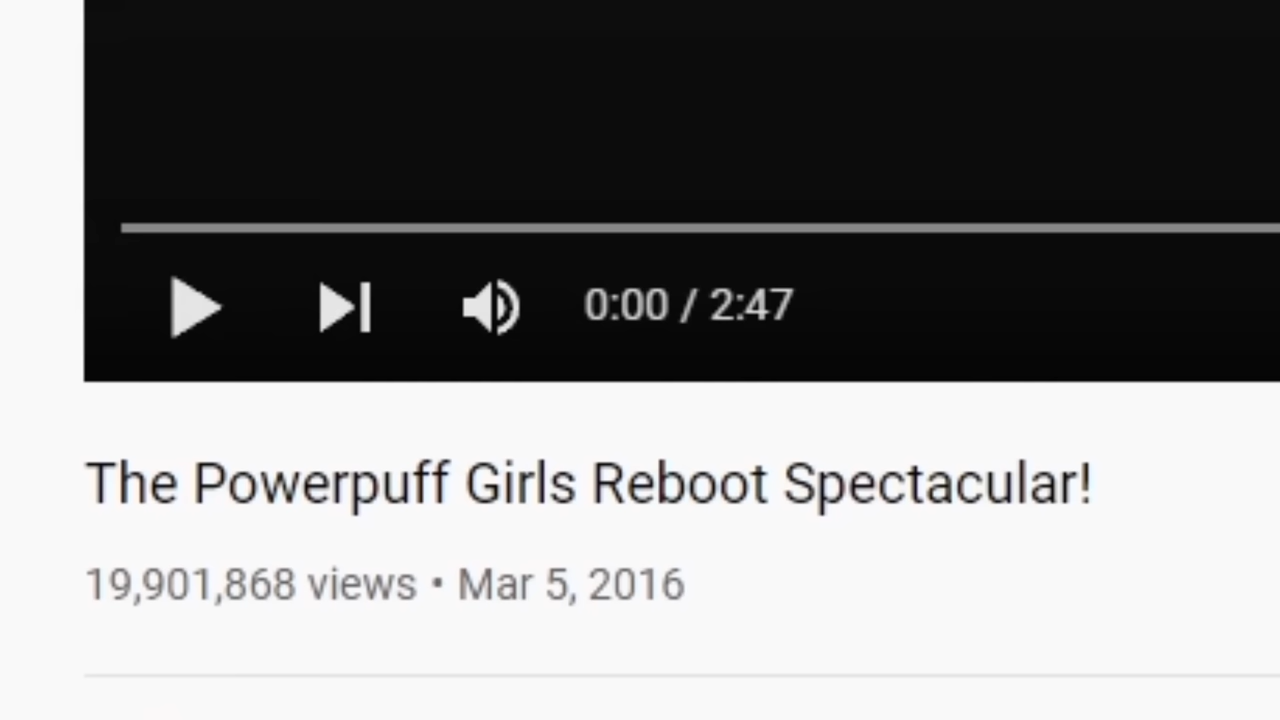 0:00 / 2:47
The Powerpuff Girls Reboot Spectacular!
19,901,868 views • Mar 5, 2016